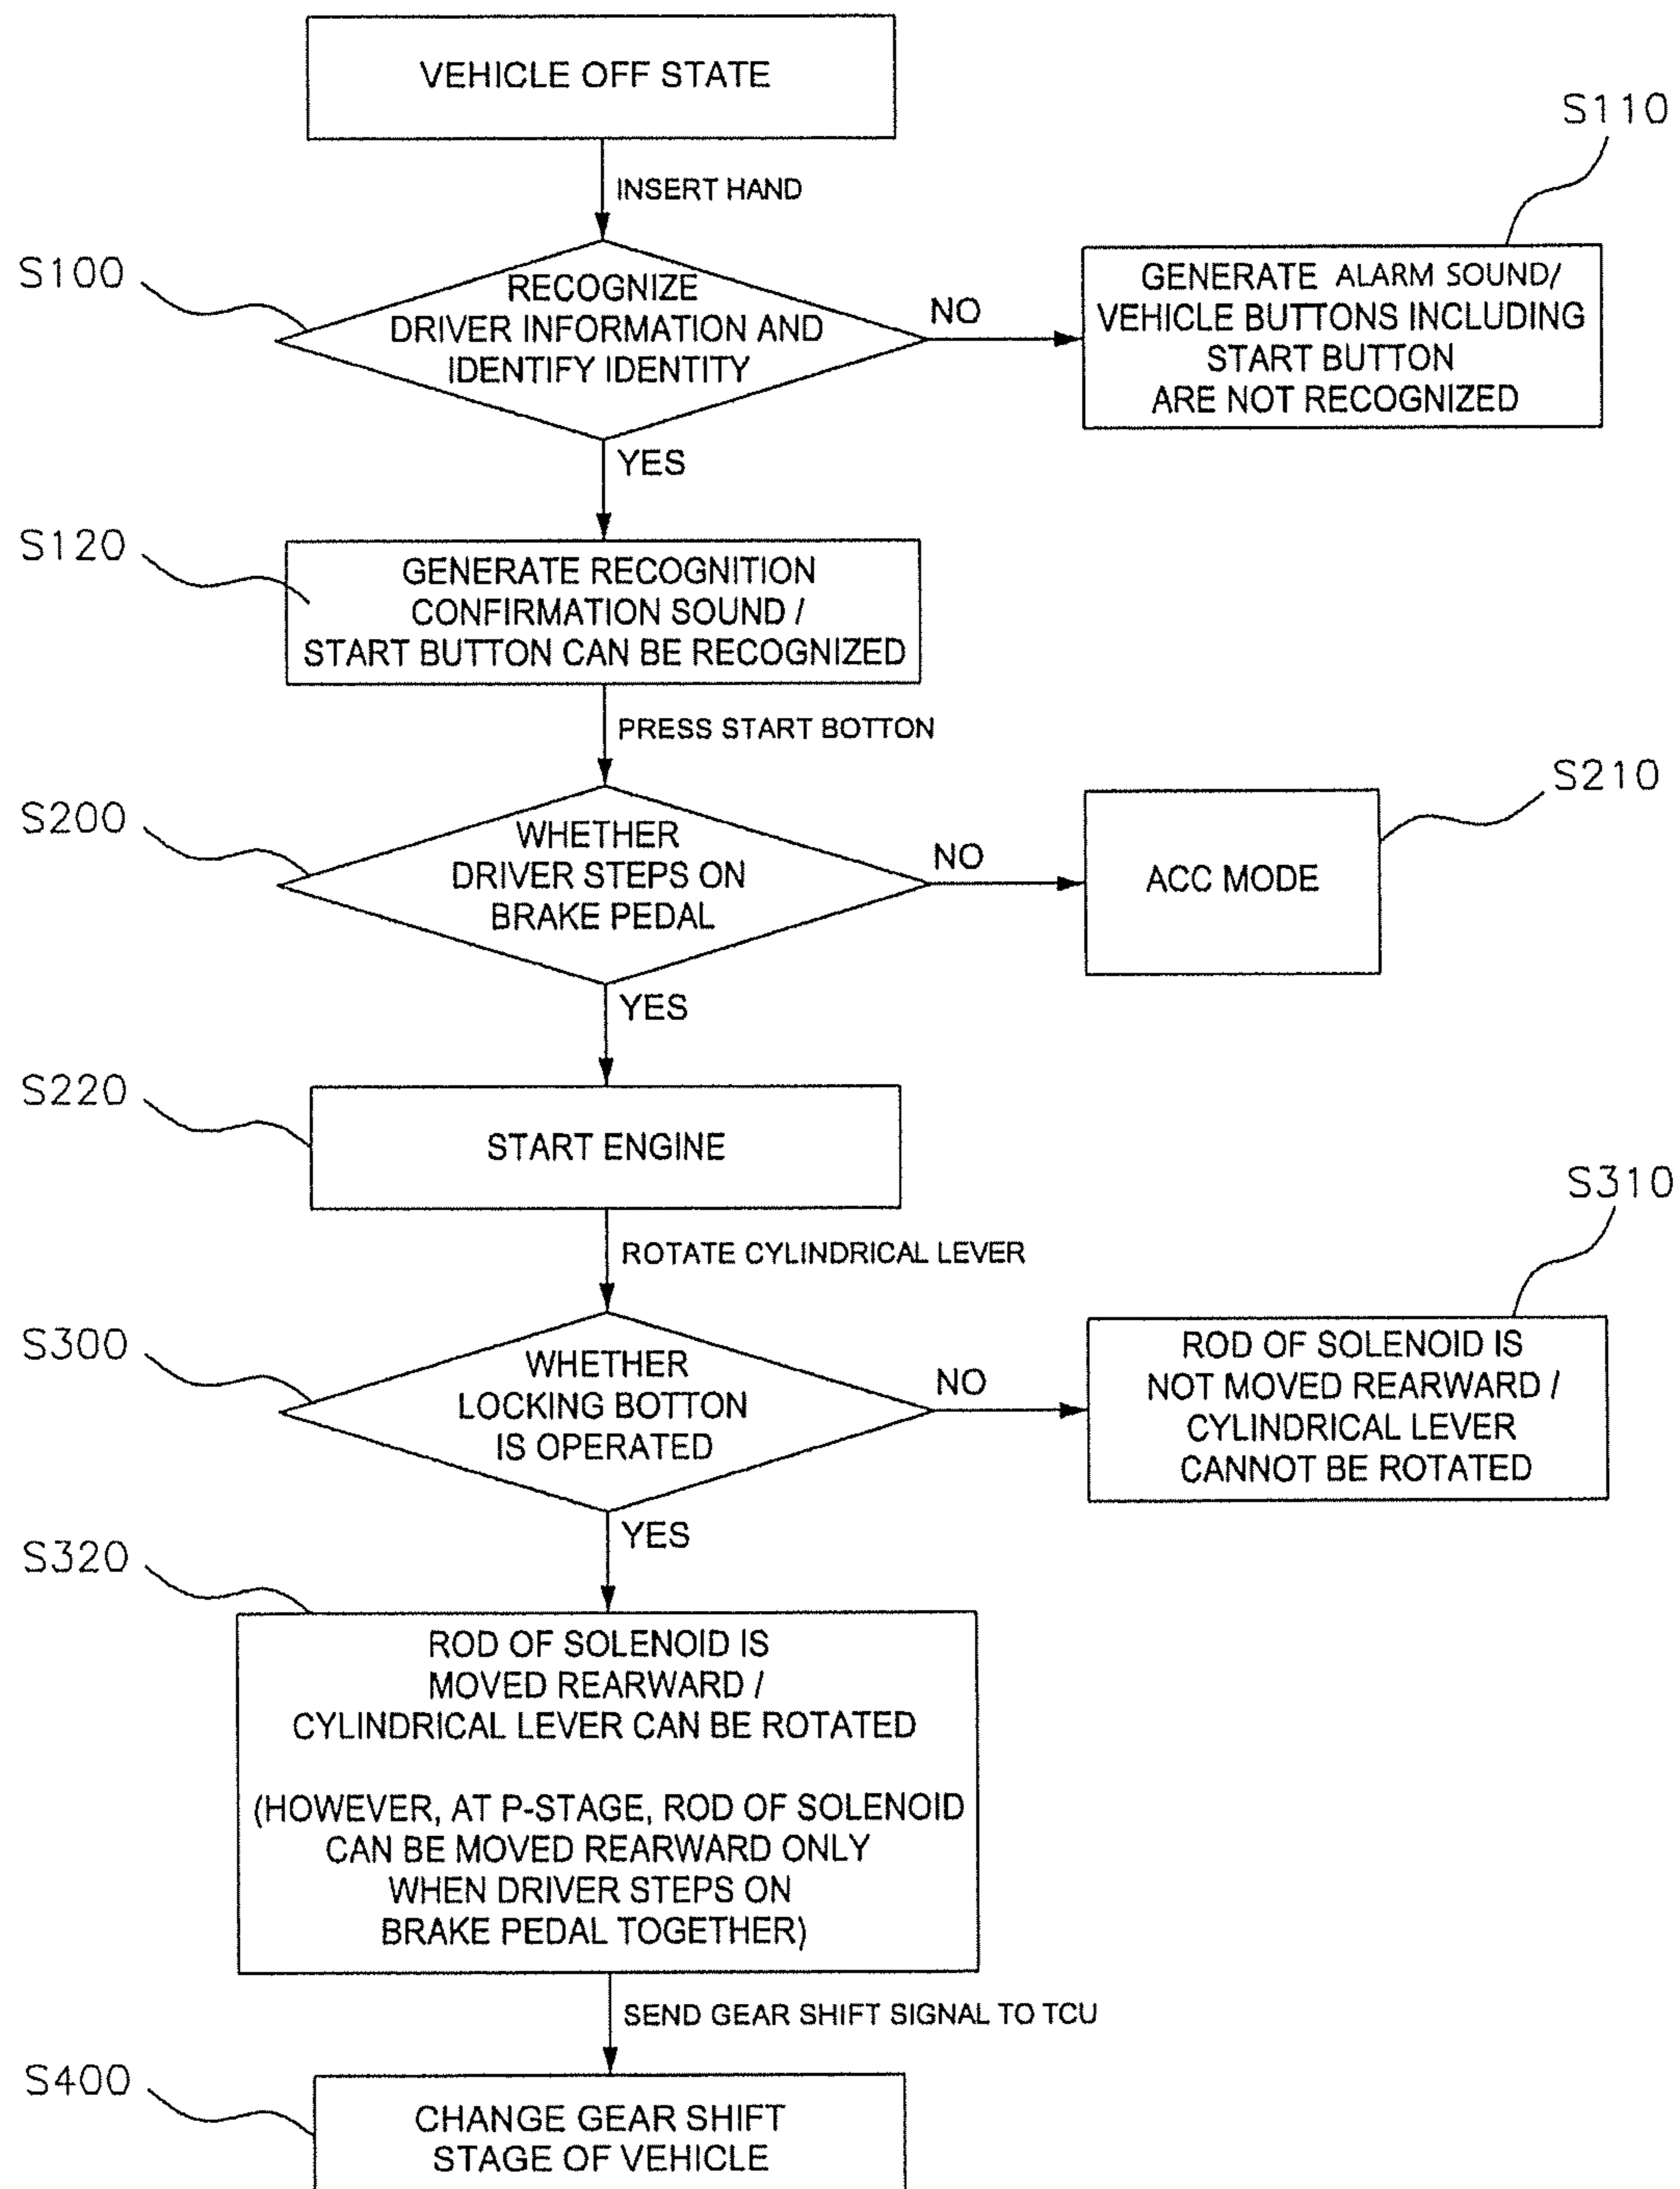 VEHICLE OFF STATE
S110
INSERT HAND
S100
RECOGNIZE
DRIVER INFORMATION AND
IDENTIFY IDENTITY
NO
GENERATE ALARM SOUND/
VEHICLE BUTTONS INCLUDING
START BUTTON
ARE NOT RECOGNIZED
YES
S120
GENERATE RECOGNITION
CONFIRMATION SOUND /
START BUTTON CAN BE RECOGNIZED
PRESS START BOTTON
S210
S200
WHETHER
DRIVER STEPS ON
BRAKE PEDAL
NO
ACC MODE
YES
S220
START ENGINE
S310
ROTATE CYLINDRICAL LEVER
S300
WHETHER
LOCKING BOTTON
IS OPERATED
NO
ROD OF SOLENOID IS
NOT MOVED REARWARD /
CYLINDRICAL LEVER
CANNOT BE ROTATED
YES
S320
ROD OF SOLENOID IS
MOVED REARWARD /
CYLINDRICAL LEVER CAN BE ROTATED
(HOWEVER, AT P-STAGE, ROD OF SOLENOID
CAN BE MOVED REARWARD ONLY
WHEN DRIVER STEPS ON
BRAKE PEDAL TOGETHER)
SEND GEAR SHIFT SIGNAL TO TCU
S400
CHANGE GEAR SHIFT
STAGE OF VEHICLE